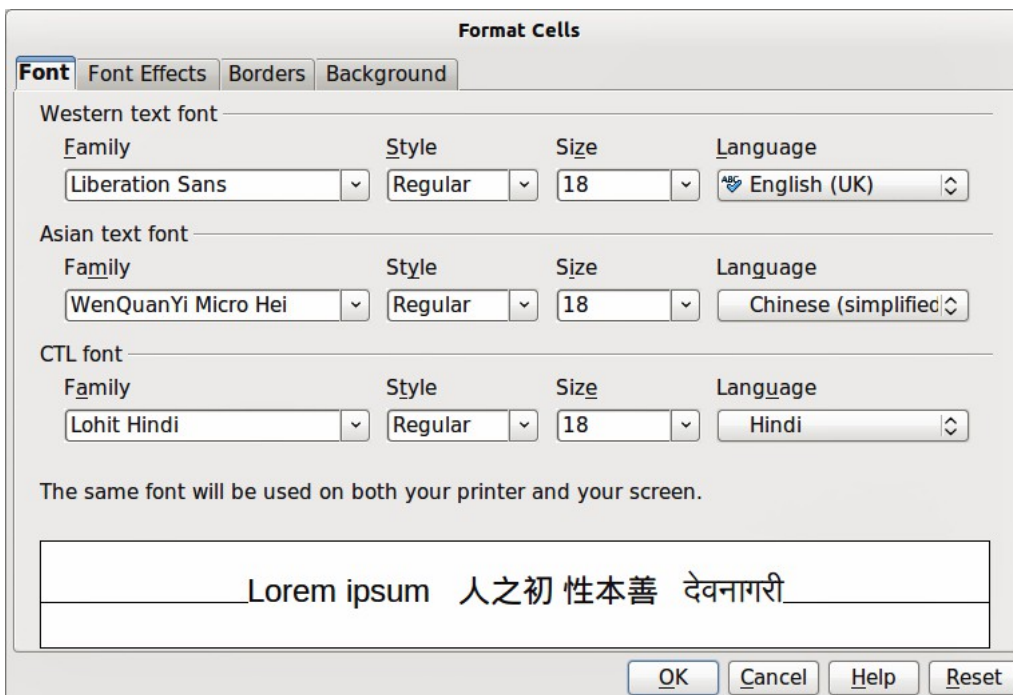 Format Cells
Font Font Effects Borders Background
Western text font
Family Style Size Language
Liberation Sans Regular 18 ABC English (UK)
Asian text font
Family Style Size Language
WenQuanYi Micro Hei Regular 18 Chinese (simplified
CTL font
Family Style Size Language
Lohit Hindi Regular 18 Hindi
The same font will be used on both your printer and your screen.
Lorem ipsum 人之初 性本善 देवनागरी
OK Cancel Help Reset